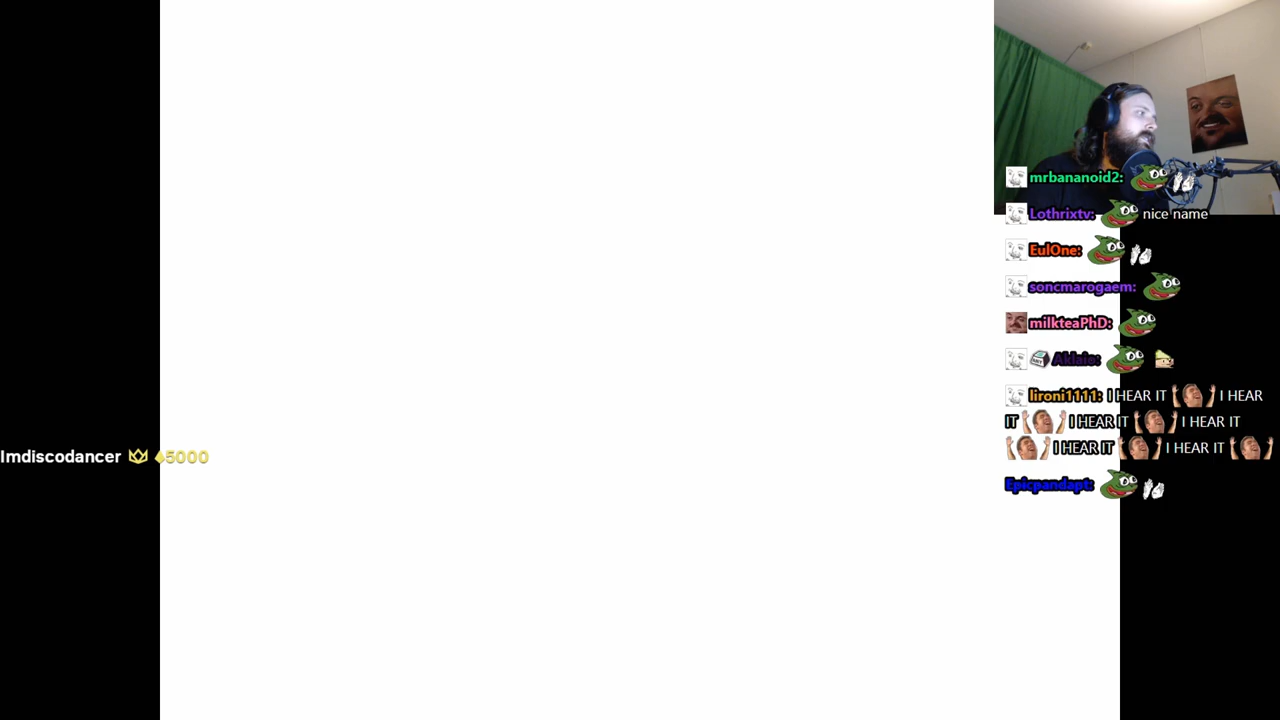 mrbananoid2:
Lothrixtv: nice name
EulOne:
soncmarogaem:
milkteaPhD:
Aklaio:
lironi1111: I HEAR IT I HEAR
IT I HEAR IT I HEAR IT
I HEAR IT I HEAR IT
Imdiscodancer 5000
Epicpandapt: